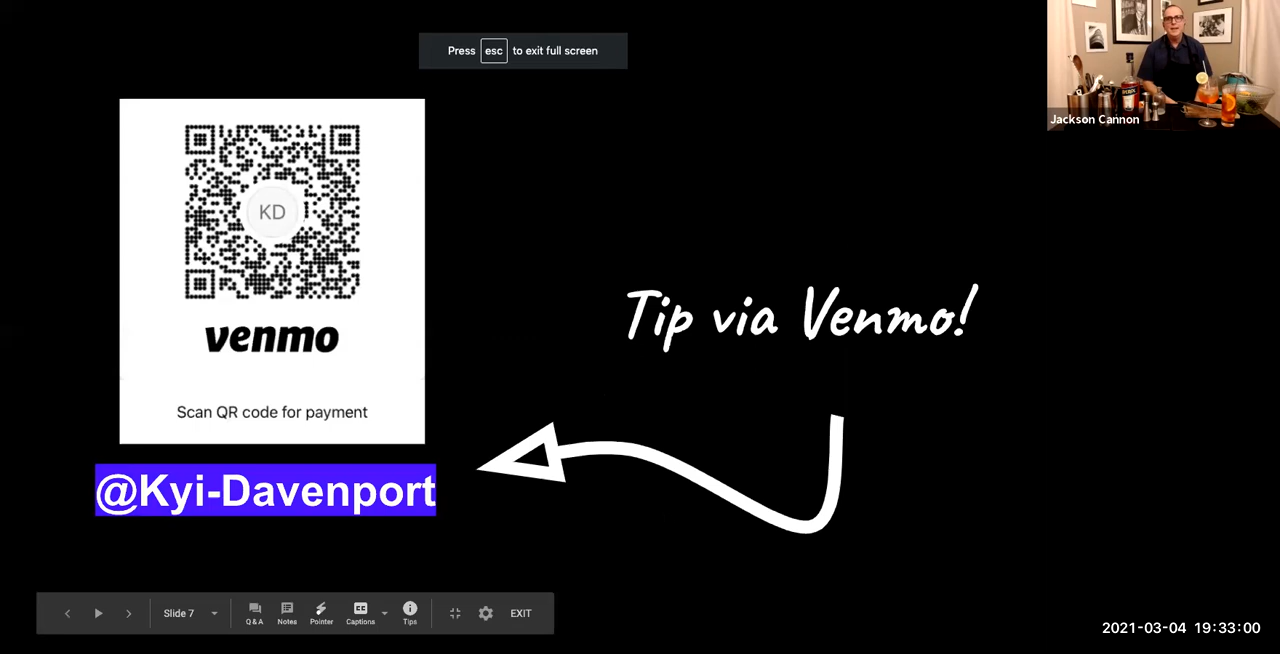 Press esc to exit full screen
Jackson Cannon
KD
venmo
Scan QR code for payment
Tip via Venmo!
@Kyi-Davenport
Slide 7
Q & A
Notes
Pointer
CC
Captions
Tips
EXIT
2021-03-04 19:33:00